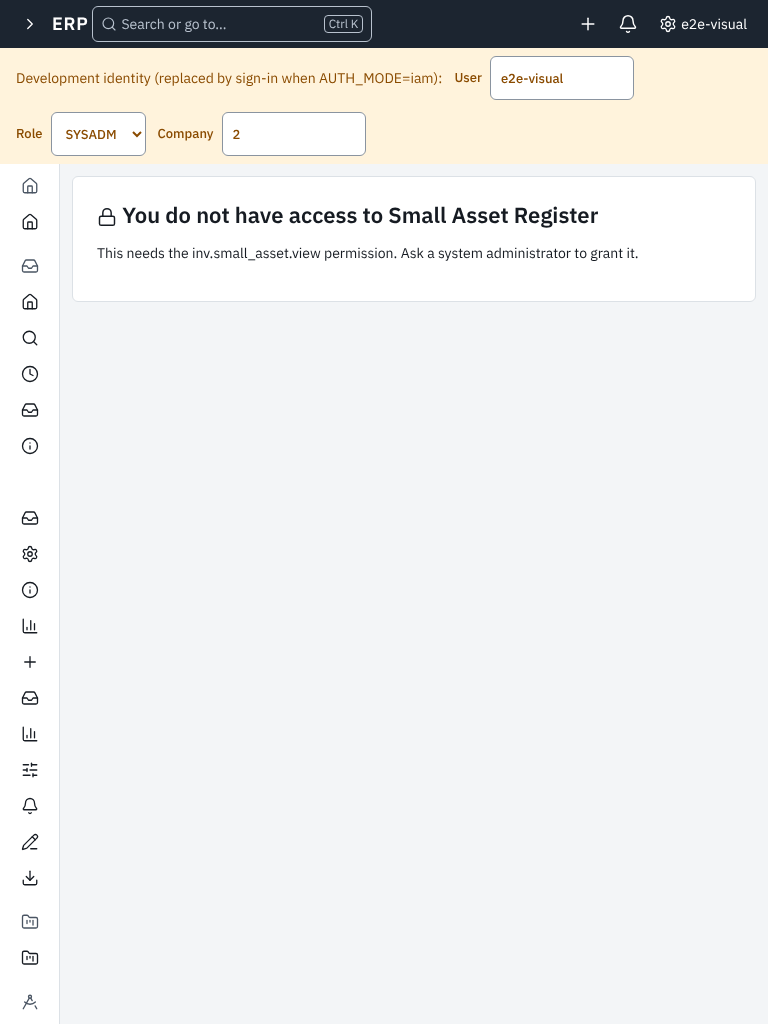 ERP
Search or go to...
Ctrl K
e2e-visual
Development identity (replaced by sign-in when AUTH_MODE=iam):
User
e2e-visual
Role
SYSADM
Company
2
You do not have access to Small Asset Register
This needs the inv.small_asset.view permission. Ask a system administrator to grant it.